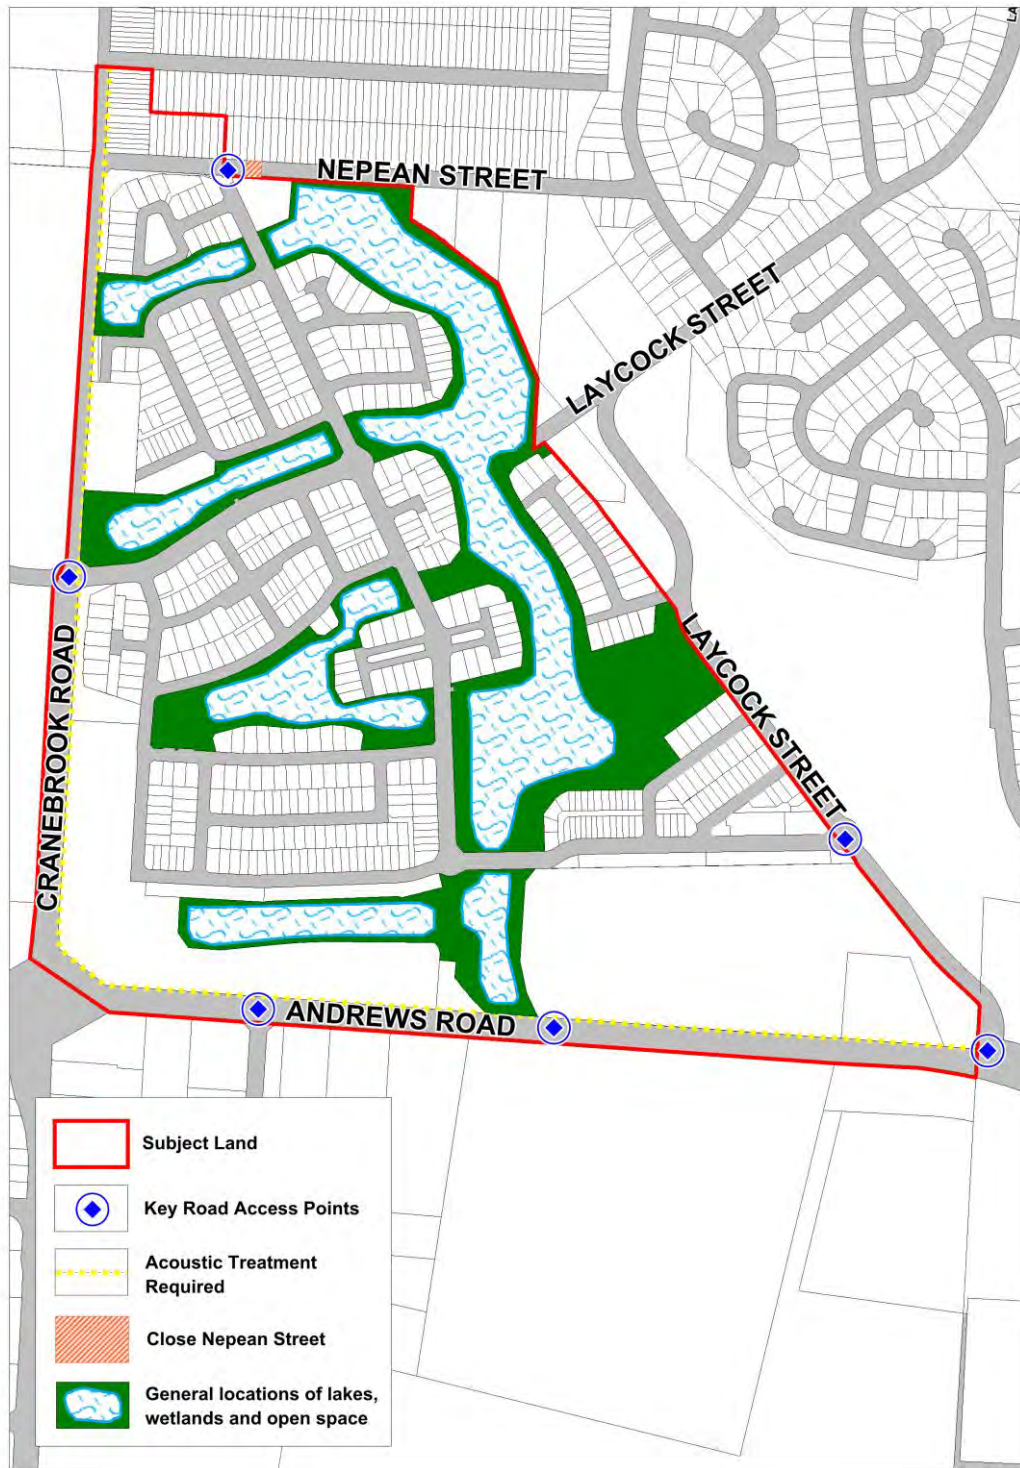 LA
NEPEAN STREET
LAYCOCK STREET
LAYCOCK STREET
CRANEBROOK ROAD
ANDREWS ROAD
Subject Land
Key Road Access Points
Acoustic Treatment
Required
Close Nepean Street
General locations of lakes,
wetlands and open space